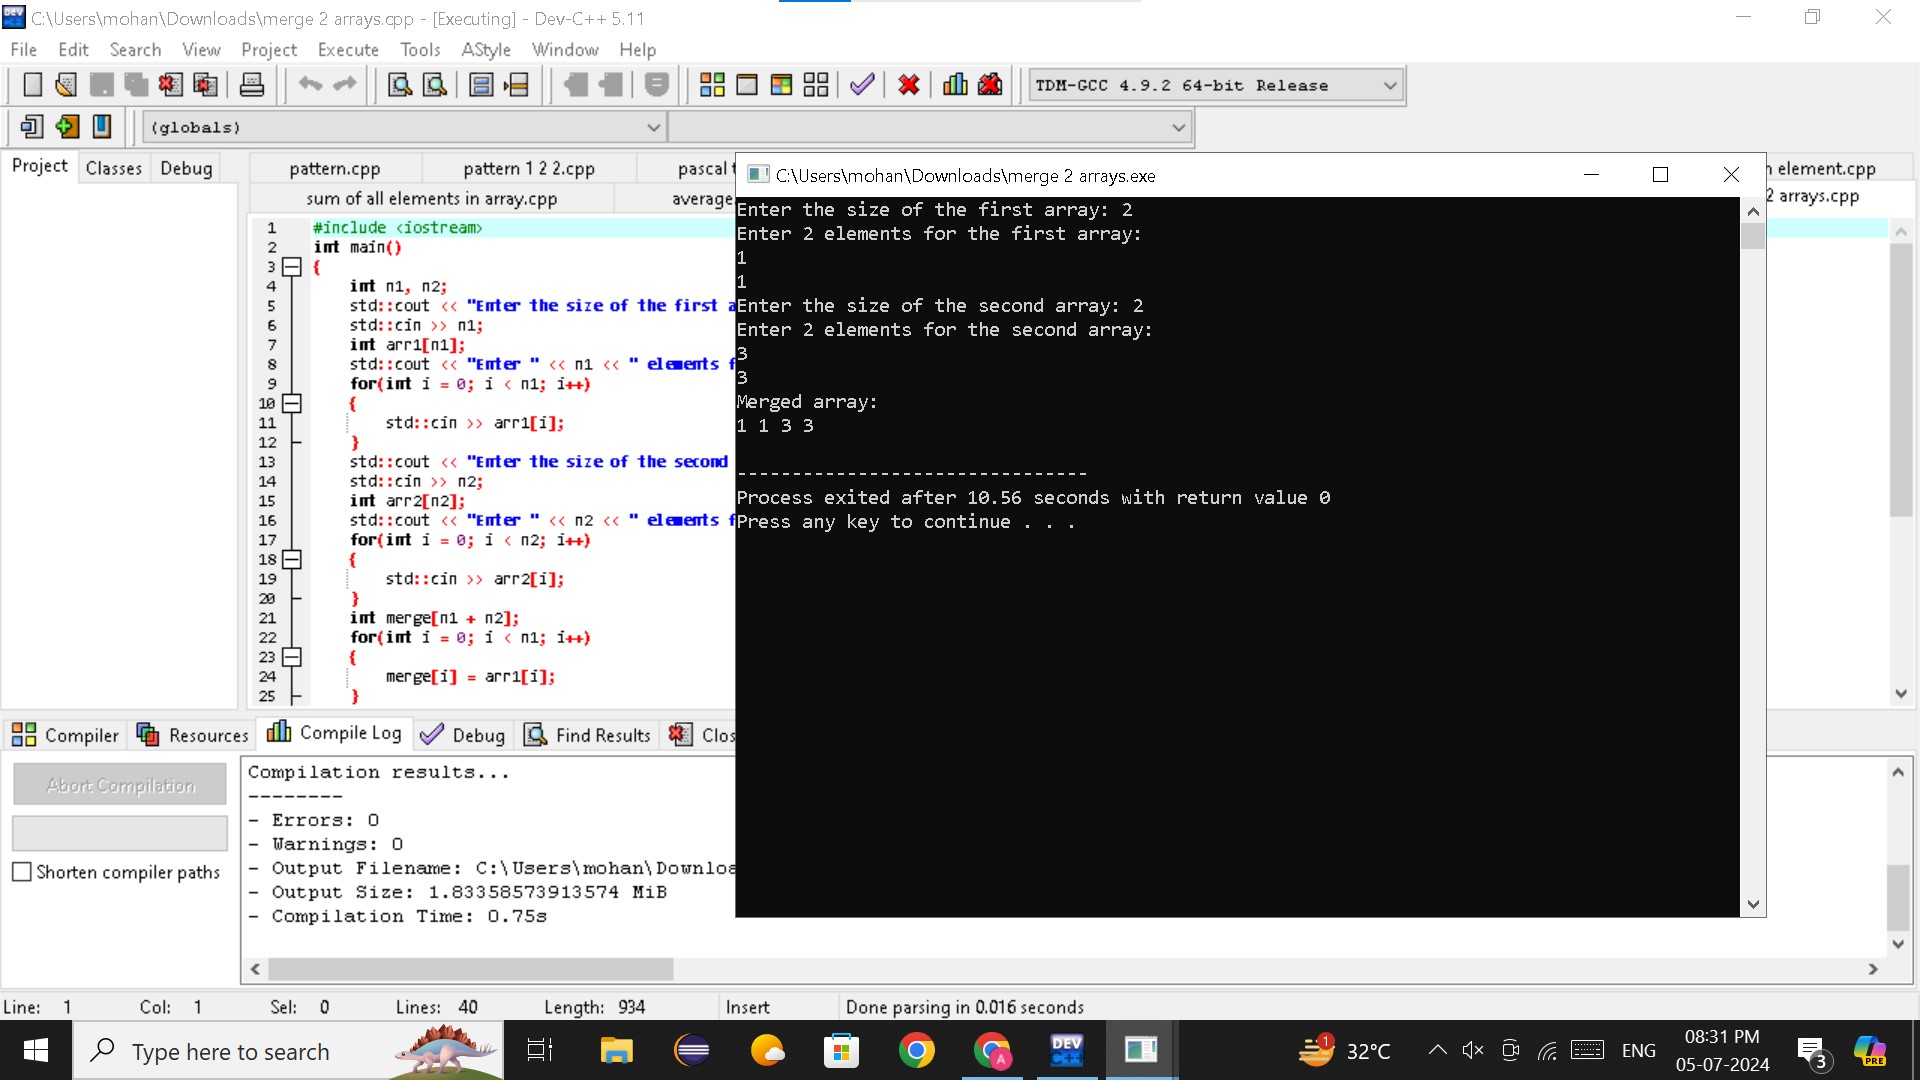 C:\Users\mohan\Downloads\merge 2 arrays.cpp - [Executing] - Dev-C++ 5.11
File Edit Search View Project Execute Tools AStyle Window Help
TDM-GCC 4.9.2 64-bit Release
(globals)
Project Classes Debug
pattern.cpp pattern 1 2 2.cpp pascal element.cpp
sum of all elements in array.cpp average 2 arrays.cpp
1 #include <iostream>
2 int main()
3 {
4 int n1, n2;
5 std::cout << "Enter the size of the first a
6 std::cin >> n1;
7 int arr1[n1];
8 std::cout << "Enter " << n1 << " elements f
9 for(int i = 0; i < n1; i++)
10 {
11 std::cin >> arr1[i];
12 }
13 std::cout << "Enter the size of the second
14 std::cin >> n2;
15 int arr2[n2];
16 std::cout << "Enter " << n2 << " elements f
17 for(int i = 0; i < n2; i++)
18 {
19 std::cin >> arr2[i];
20 }
21 int merge[n1 + n2];
22 for(int i = 0; i < n1; i++)
23 {
24 merge[i] = arr1[i];
25 }
C:\Users\mohan\Downloads\merge 2 arrays.exe
Enter the size of the first array: 2
Enter 2 elements for the first array:
1
1
Enter the size of the second array: 2
Enter 2 elements for the second array:
3
3
Merged array:
1 1 3 3
--------------------------------
Process exited after 10.56 seconds with return value 0
Press any key to continue . . .
Compiler Resources Compile Log Debug Find Results Clos
Abort Compilation
Shorten compiler paths
Compilation results...
--------
- Errors: 0
- Warnings: 0
- Output Filename: C:\Users\mohan\Downloa
- Output Size: 1.83358573913574 MiB
- Compilation Time: 0.75s
Line: 1 Col: 1 Sel: 0 Lines: 40 Length: 934 Insert Done parsing in 0.016 seconds
Type here to search
DEV C++
1
32°C
ENG
08:31 PM
05-07-2024
3
PRE